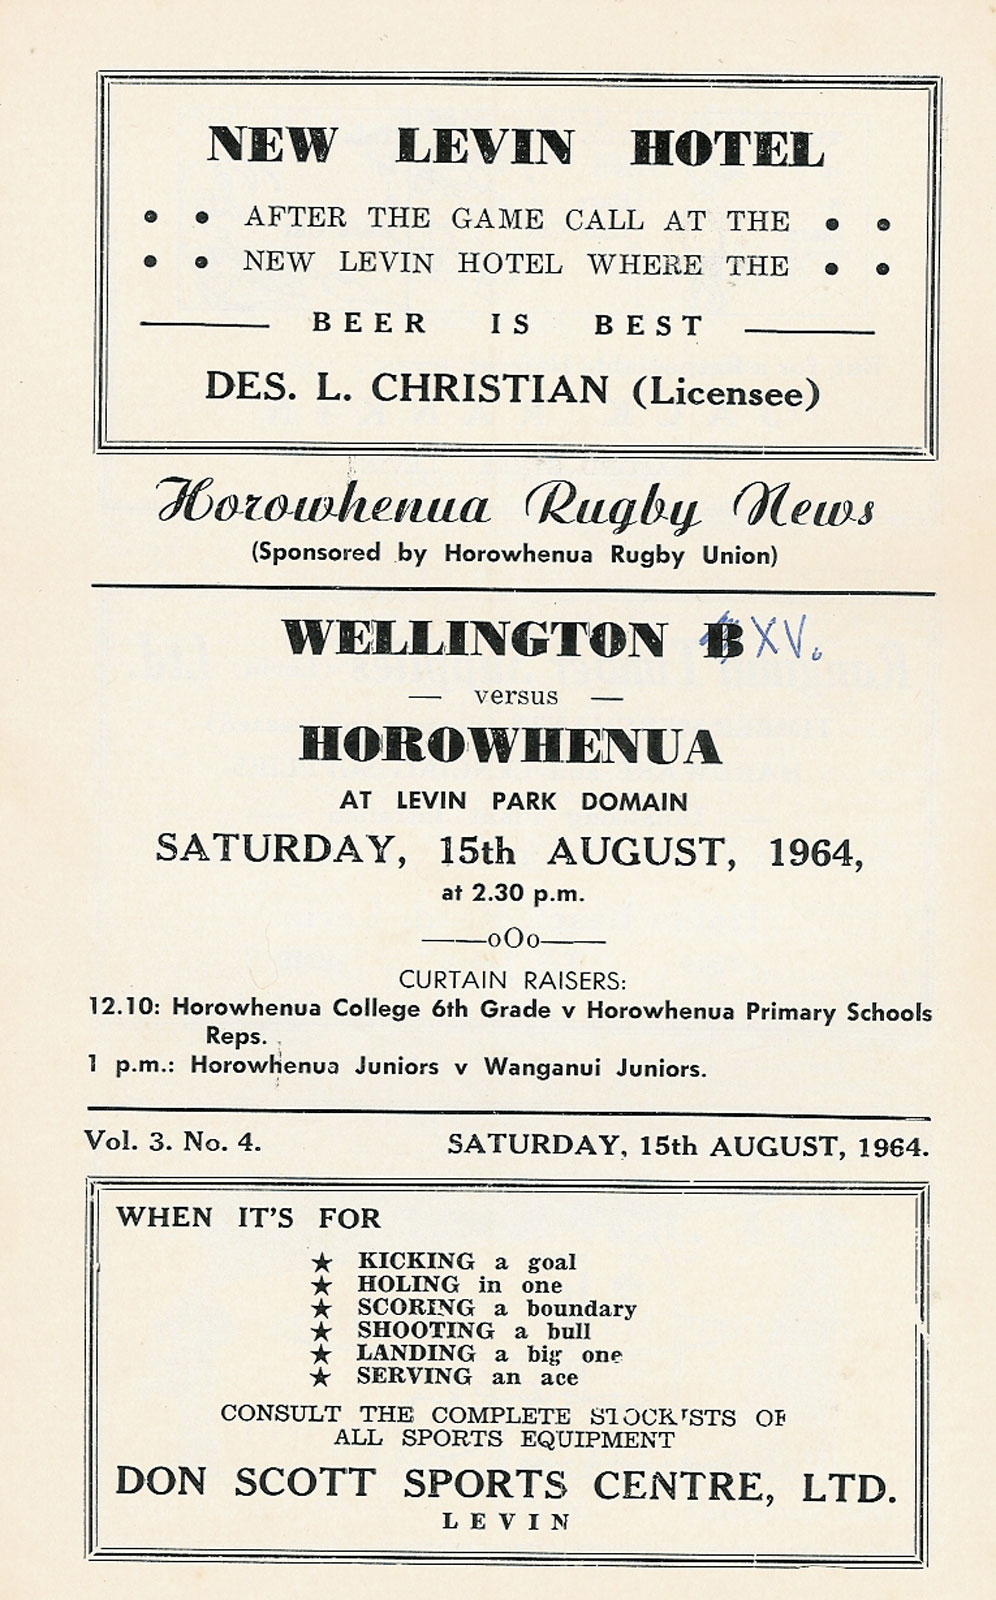 NEW LEVIN HOTEL
• • AFTER THE GAME CALL AT THE • •
• • NEW LEVIN HOTEL WHERE THE • •
BEER IS BEST
DES. L. CHRISTIAN (Licensee)
Horowhenua Rugby News
(Sponsored by Horowhenua Rugby Union)
WELLINGTON B XV.
— versus —
HOROWHENUA
AT LEVIN PARK DOMAIN
SATURDAY, 15th AUGUST, 1964,
at 2.30 p.m.
——oOo——
CURTAIN RAISERS:
12.10: Horowhenua College 6th Grade v Horowhenua Primary Schools
Reps.
1 p.m.: Horowhenua Juniors v Wanganui Juniors.
Vol. 3. No. 4. SATURDAY, 15th AUGUST, 1964.
WHEN IT'S FOR
★ KICKING a goal
★ HOLING in one
★ SCORING a boundary
★ SHOOTING a bull
★ LANDING a big one
★ SERVING an ace
CONSULT THE COMPLETE STOCKISTS OF
ALL SPORTS EQUIPMENT
DON SCOTT SPORTS CENTRE, LTD.
LEVIN